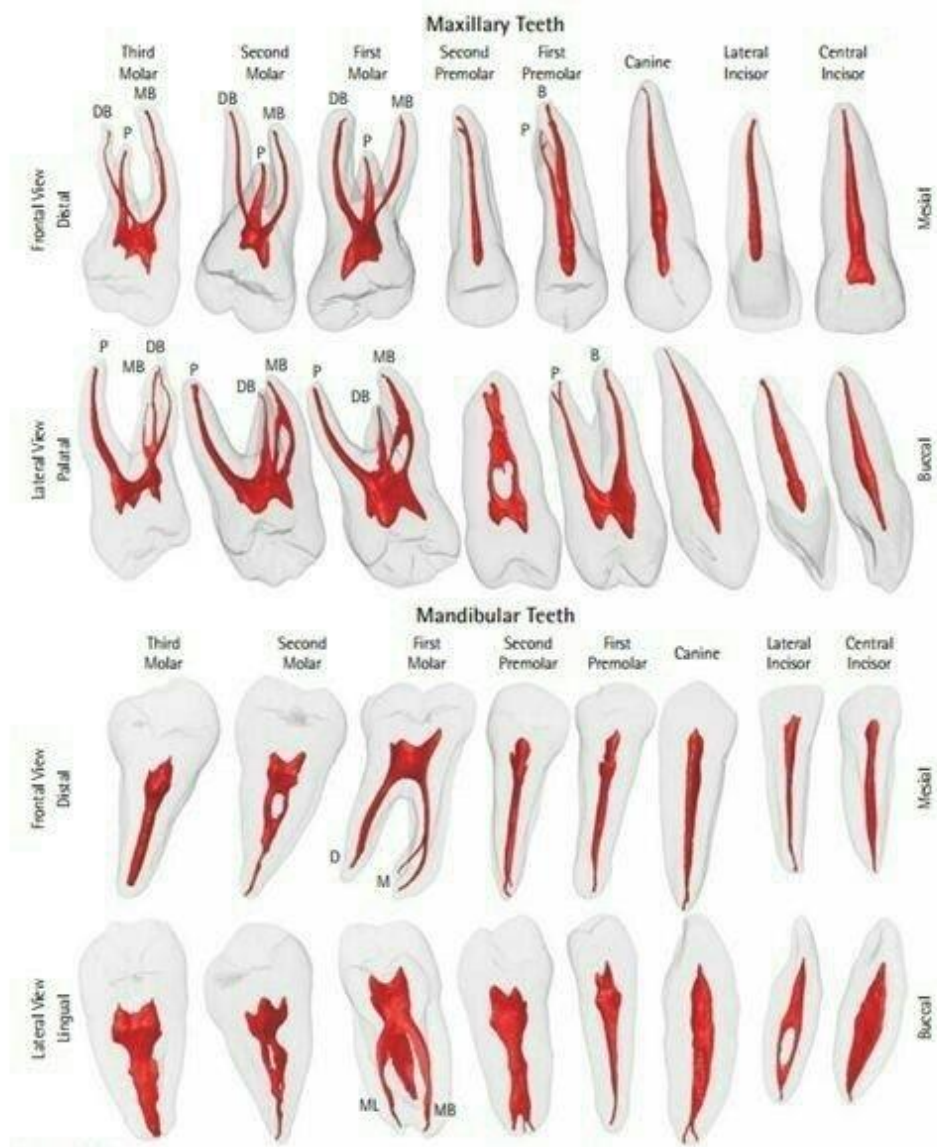 Maxillary Teeth
Third Molar
Second Molar
First Molar
Second Premolar
First Premolar
Canine
Lateral Incisor
Central Incisor
Frontal View
Distal
DB
P
MB
DB
P
MB
DB
P
MB
P
B
Mesial
Lateral View
Palatal
P
MB
DB
P
DB
MB
P
DB
MB
P
B
Buccal
Mandibular Teeth
Third Molar
Second Molar
First Molar
Second Premolar
First Premolar
Canine
Lateral Incisor
Central Incisor
Frontal View
Distal
D
M
Mesial
Lateral View
Lingual
ML
MB
Buccal